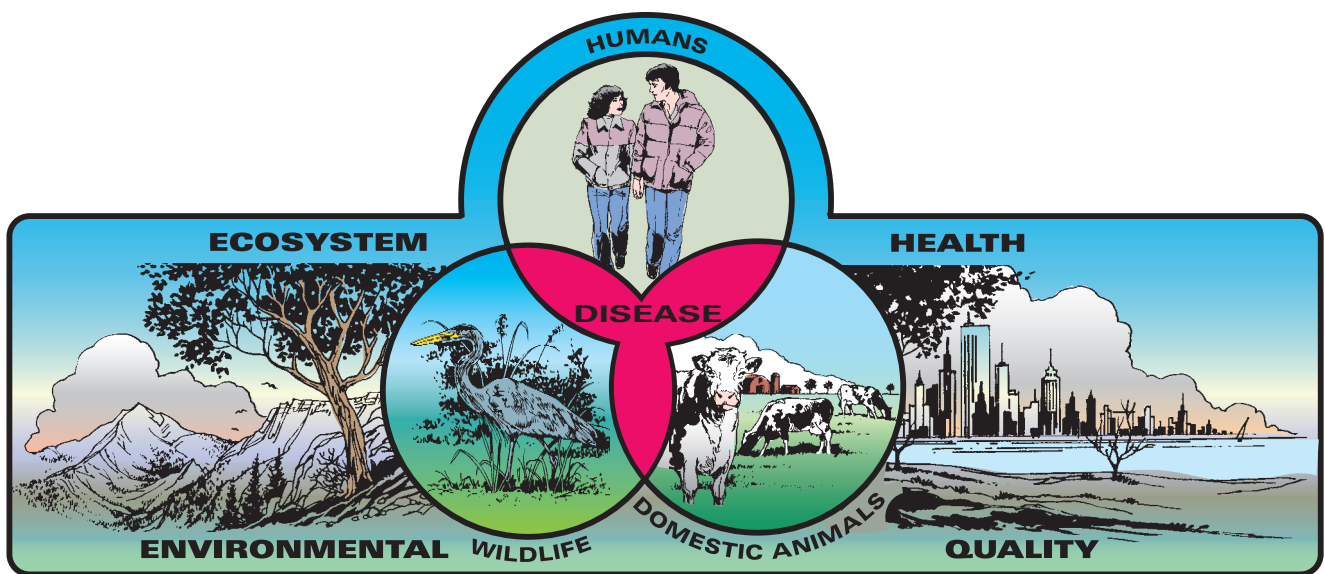 HUMANS
ECOSYSTEM HEALTH
DISEASE
ENVIRONMENTAL QUALITY
WILDLIFE
DOMESTIC ANIMALS